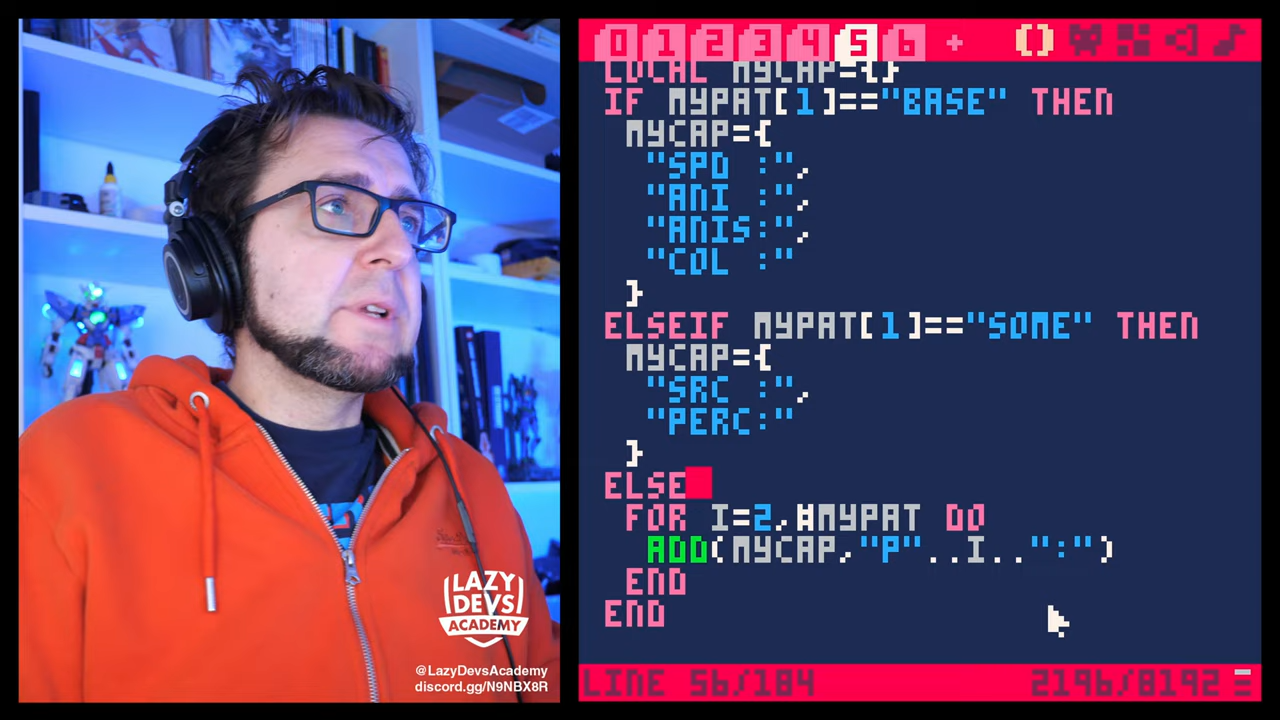 0 1 2 3 4 5 6 +
LOCAL MYCAP={}
IF MYPAT[1]=="BASE" THEN
MYCAP={
"SPD :",
"ANI :",
"ANIS:",
"COL :"
}
ELSEIF MYPAT[1]=="SOME" THEN
MYCAP={
"SRC :",
"PERC:"
}
ELSE
FOR I=2,#MYPAT DO
ADD(MYCAP,"P"..I..":")
END
END
LINE 56/184
2196/8192
LAZY
DEVS
ACADEMY
@LazyDevsAcademy
discord.gg/N9NBX8R